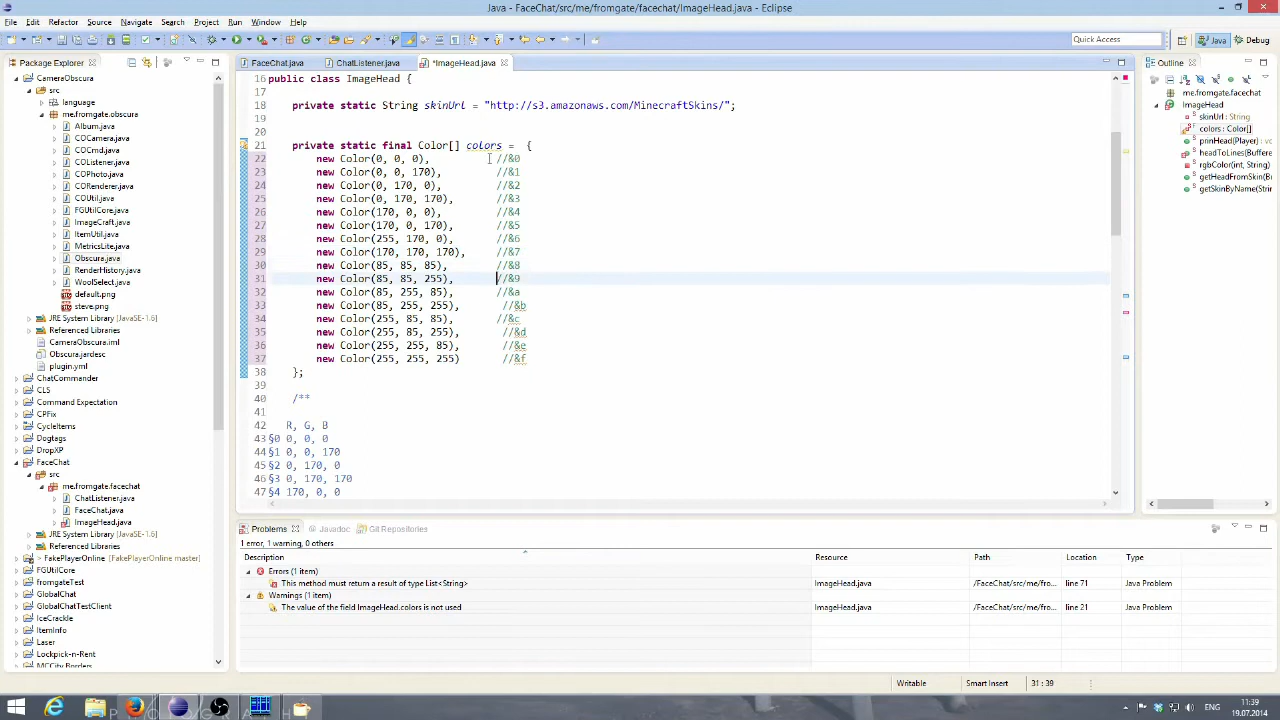 Java - FaceChat/src/me/fromgate/facechat/ImageHead.java - Eclipse
File Edit Refactor Source Navigate Search Project Run Window Help
Quick Access Java Debug
Package Explorer
CameraObscura
src
language
me.fromgate.obscura
Album.java
COCamera.java
COCmd.java
COListener.java
COPhoto.java
CORenderer.java
COUtil.java
FGUtilCore.java
ImageCraft.java
ItemUtil.java
MetricsLite.java
Obscura.java
RenderHistory.java
WoolSelect.java
default.png
steve.png
JRE System Library [JavaSE-1.6]
Referenced Libraries
CameraObscura.iml
Obscura.jardesc
plugin.yml
ChatCommander
CLS
Command Expectation
CPFix
CycleItems
Dogtags
DropXP
FaceChat
src
me.fromgate.facechat
ChatListener.java
FaceChat.java
ImageHead.java
JRE System Library [JavaSE-1.6]
Referenced Libraries
> FakePlayerOnline [FakePlayerOnline master]
FGUtilCore
fromgateTest
GlobalChat
GlobalChatTestClient
IceCrackle
ItemInfo
Laser
Lockpick-n-Rent
MCCity Borders
FaceChat.java ChatListener.java *ImageHead.java
16 public class ImageHead {
17
18 private static String skinUrl = "http://s3.amazonaws.com/MinecraftSkins/";
19
20
21 private static final Color[] colors = {
22 new Color(0, 0, 0), //&0
23 new Color(0, 0, 170), //&1
24 new Color(0, 170, 0), //&2
25 new Color(0, 170, 170), //&3
26 new Color(170, 0, 0), //&4
27 new Color(170, 0, 170), //&5
28 new Color(255, 170, 0), //&6
29 new Color(170, 170, 170), //&7
30 new Color(85, 85, 85), //&8
31 new Color(85, 85, 255), //&9
32 new Color(85, 255, 85), //&a
33 new Color(85, 255, 255), //&b
34 new Color(255, 85, 85), //&c
35 new Color(255, 85, 255), //&d
36 new Color(255, 255, 85), //&e
37 new Color(255, 255, 255) //&f
38 };
39
40 /**
41
42 R, G, B
43 §0 0, 0, 0
44 §1 0, 0, 170
45 §2 0, 170, 0
46 §3 0, 170, 170
47 §4 170, 0, 0
Outline
me.fromgate.facechat
ImageHead
skinUrl : String
colors : Color[]
prinHead(Player) : void
headToLines(Buffere
rgbColor(int, String)
getHeadFromSkin(B
getSkinByName(Strin
Problems Javadoc Git Repositories
1 error, 1 warning, 0 others
Description Resource Path Location Type
Errors (1 item)
This method must return a result of type List<String> ImageHead.java /FaceChat/src/me/fro... line 71 Java Problem
Warnings (1 item)
The value of the field ImageHead.colors is not used ImageHead.java /FaceChat/src/me/fro... line 21 Java Problem
Writable Smart Insert 31 : 39
ENG
11:39
19.07.2014